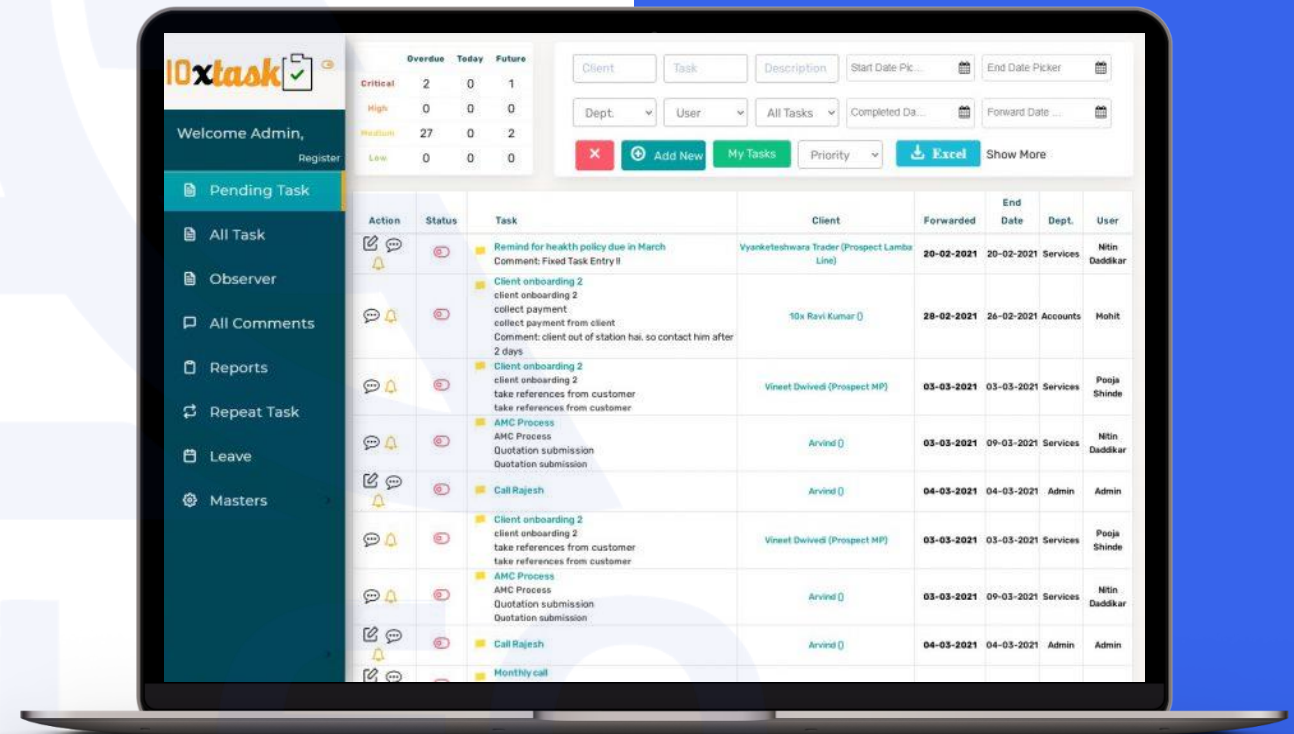 10xtask
Welcome Admin,
Register
Pending Task
All Task
Observer
All Comments
Reports
Repeat Task
Leave
Masters
Overdue Today Future
Critical 2 0 1
High 0 0 0
Medium 27 0 2
Low 0 0 0
Client Task Description Start Date Pic... End Date Picker
Dept. User All Tasks Completed Da... Forward Date ...
Add New My Tasks Priority Excel Show More
Action Status Task Client Forwarded End Date Dept. User
Remind for heakth policy due in March
Comment: Fixed Task Entry !!
Vyanketeshwara Trader (Prospect Lamba
Line)
20-02-2021 20-02-2021 Services Nitin
Daddikar
Client onboarding 2
client onboarding 2
collect payment
collect payment from client
Comment: client out of station hai. so contact him after
2 days
10x Ravi Kumar () 28-02-2021 26-02-2021 Accounts Mohit
Client onboarding 2
client onboarding 2
take references from customer
take references from customer
Vineet Dwivedi (Prospect MP) 03-03-2021 03-03-2021 Services Pooja
Shinde
AMC Process
AMC Process
Quotation submission
Quotation submission
Arvind () 03-03-2021 09-03-2021 Services Nitin
Daddikar
Call Rajesh Arvind () 04-03-2021 04-03-2021 Admin Admin
Client onboarding 2
client onboarding 2
take references from customer
take references from customer
Vineet Dwivedi (Prospect MP) 03-03-2021 03-03-2021 Services Pooja
Shinde
AMC Process
AMC Process
Quotation submission
Quotation submission
Arvind () 03-03-2021 09-03-2021 Services Nitin
Daddikar
Call Rajesh Arvind () 04-03-2021 04-03-2021 Admin Admin
Monthly call